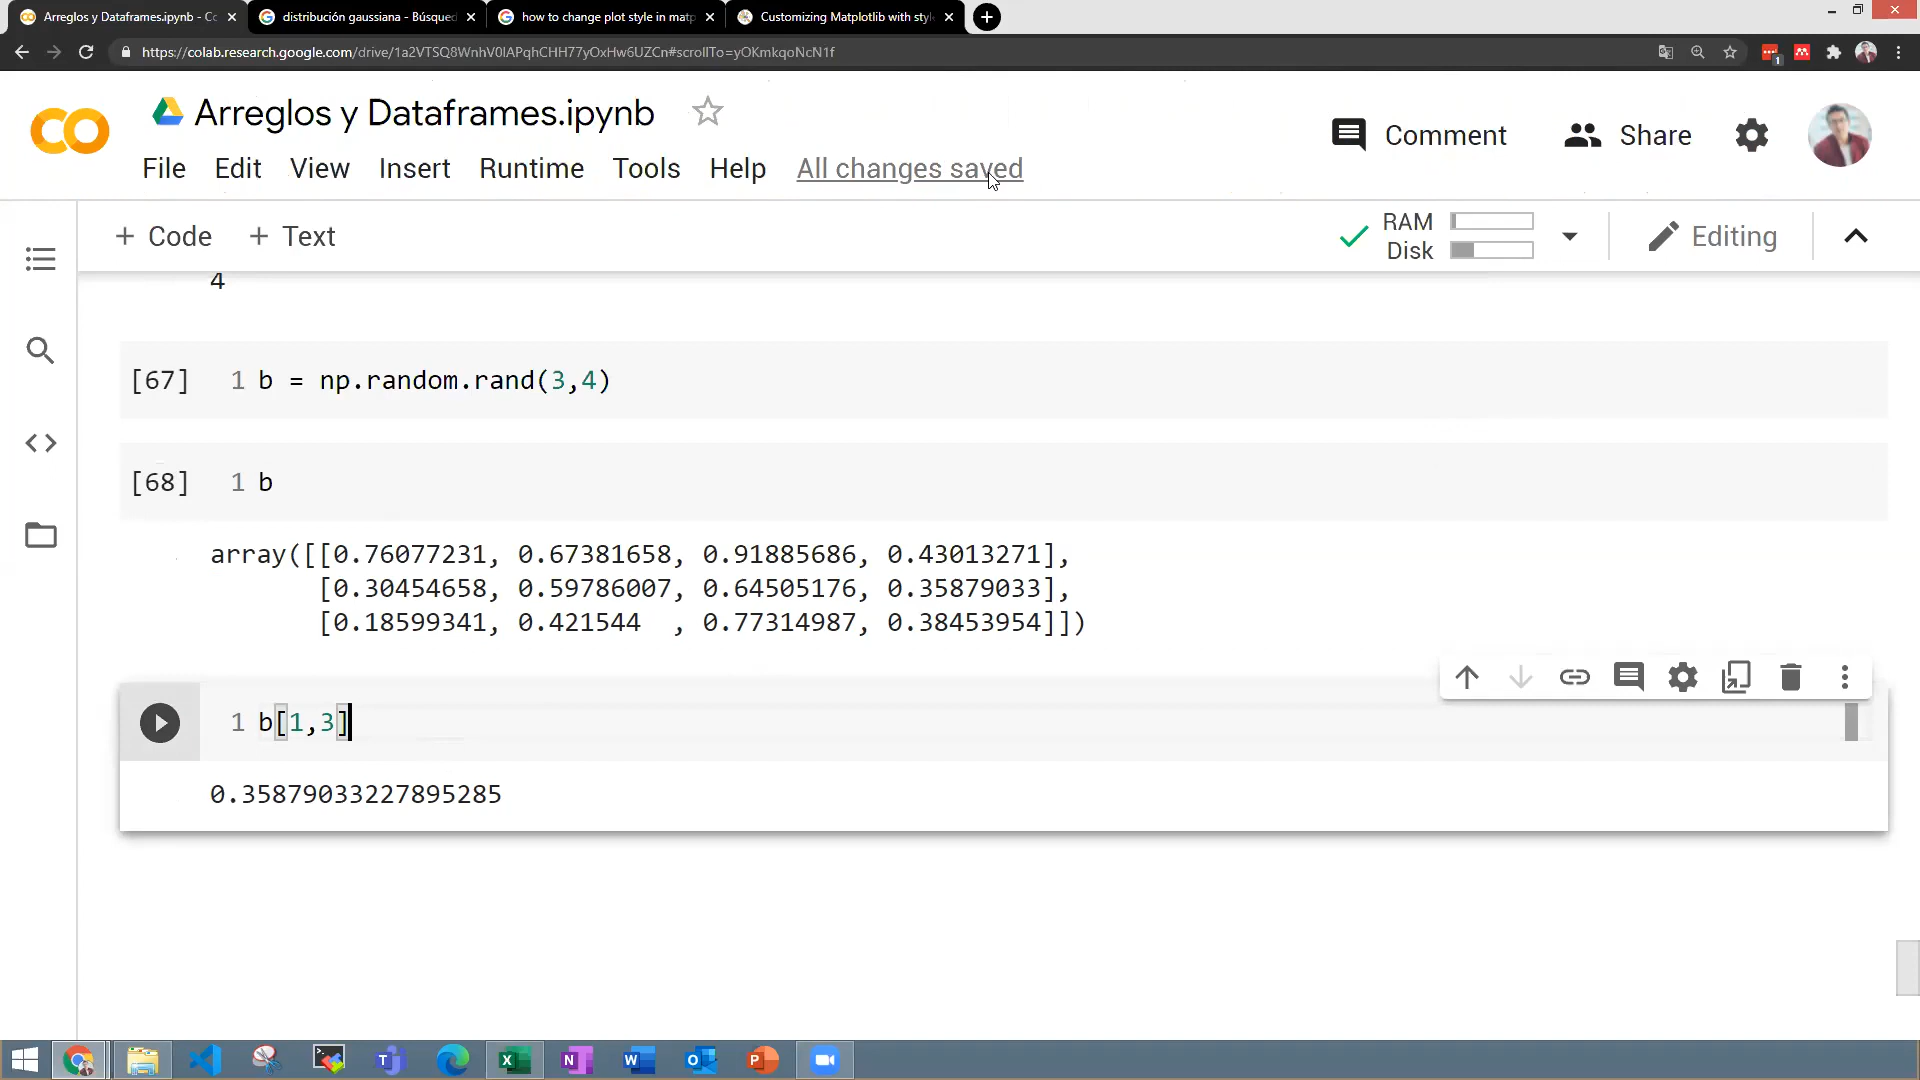 Arreglos y Dataframes.ipynb - Co
distribución gaussiana - Búsqued
how to change plot style in matp
Customizing Matplotlib with styl
https://colab.research.google.com/drive/1a2VTSQ8WnhV0lAPqhCHH77yOxHw6UZCn#scrollTo=yOKmkqoNcN1f
1
Arreglos y Dataframes.ipynb
Comment
Share
File Edit View Insert Runtime Tools Help All changes saved
+ Code + Text
RAM
Disk
Editing
4
[67] 1 b = np.random.rand(3,4)
[68] 1 b
array([[0.76077231, 0.67381658, 0.91885686, 0.43013271],
[0.30454658, 0.59786007, 0.64505176, 0.35879033],
[0.18599341, 0.421544  , 0.77314987, 0.38453954]])
1 b[1,3]
0.35879033227895285